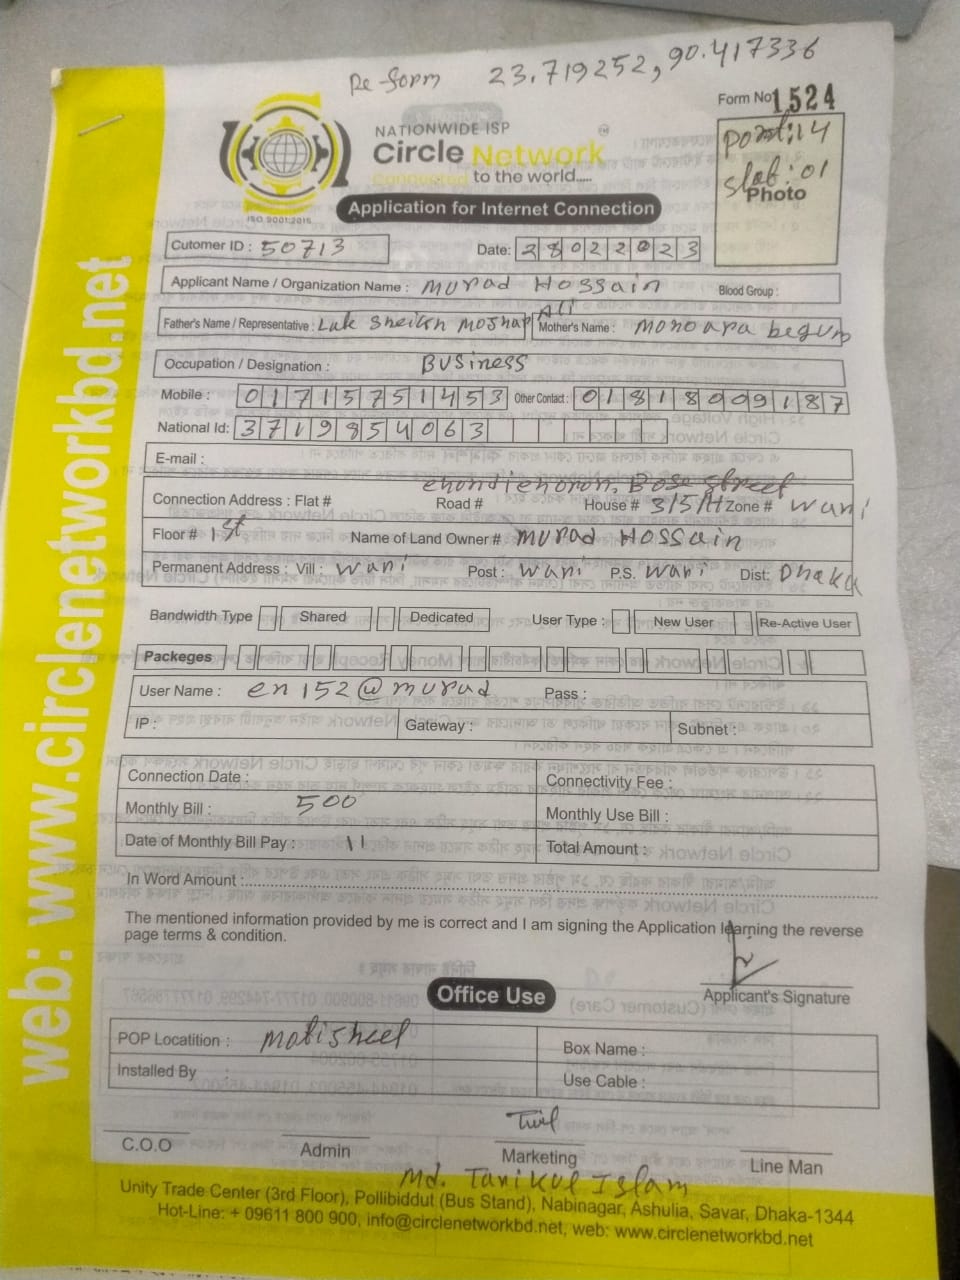 Re-form 23.719252, 90.417336
Form No 1524
NATIONWIDE ISP
Circle Network
Connected to the world.....
ISO 9001:2015
Port: 14
slot: 01
Photo
Application for Internet Connection
Cutomer ID : 50713 Date: 28022023
Applicant Name / Organization Name : Murad Hossain Blood Group :
Father's Name / Representative : Late Sheikh Ali Mother's Name : Monoara begum
Occupation / Designation : Business
Mobile : 01715751453 Other Contact : 01818009187
National Id: 3719854063
E-mail :
Bose Street
Connection Address : Flat # Road # House # 3/5/A Zone # Wari
Floor # 1st Name of Land Owner # Murad Hossain
Permanent Address : Vill : Wari Post : Wari P.S. Wari Dist: Dhaka
Bandwidth Type Shared Dedicated User Type : New User Re-Active User
Packeges
User Name : en152@murad Pass :
IP : Gateway : Subnet :
Connection Date : Connectivity Fee :
Monthly Bill : 500 Monthly Use Bill :
Date of Monthly Bill Pay : 11 Total Amount :
In Word Amount :
The mentioned information provided by me is correct and I am signing the Application learning the reverse
page terms & condition.
Applicant's Signature
Office Use
POP Locatition : Motisheel Box Name :
Installed By : Use Cable :
C.O.O Admin Marketing Line Man
Md. Tarikul Islam
Unity Trade Center (3rd Floor), Pollibiddut (Bus Stand), Nabinagar, Ashulia, Savar, Dhaka-1344
Hot-Line: + 09611 800 900, info@circlenetworkbd.net, web: www.circlenetworkbd.net
web: www.circlenetworkbd.net